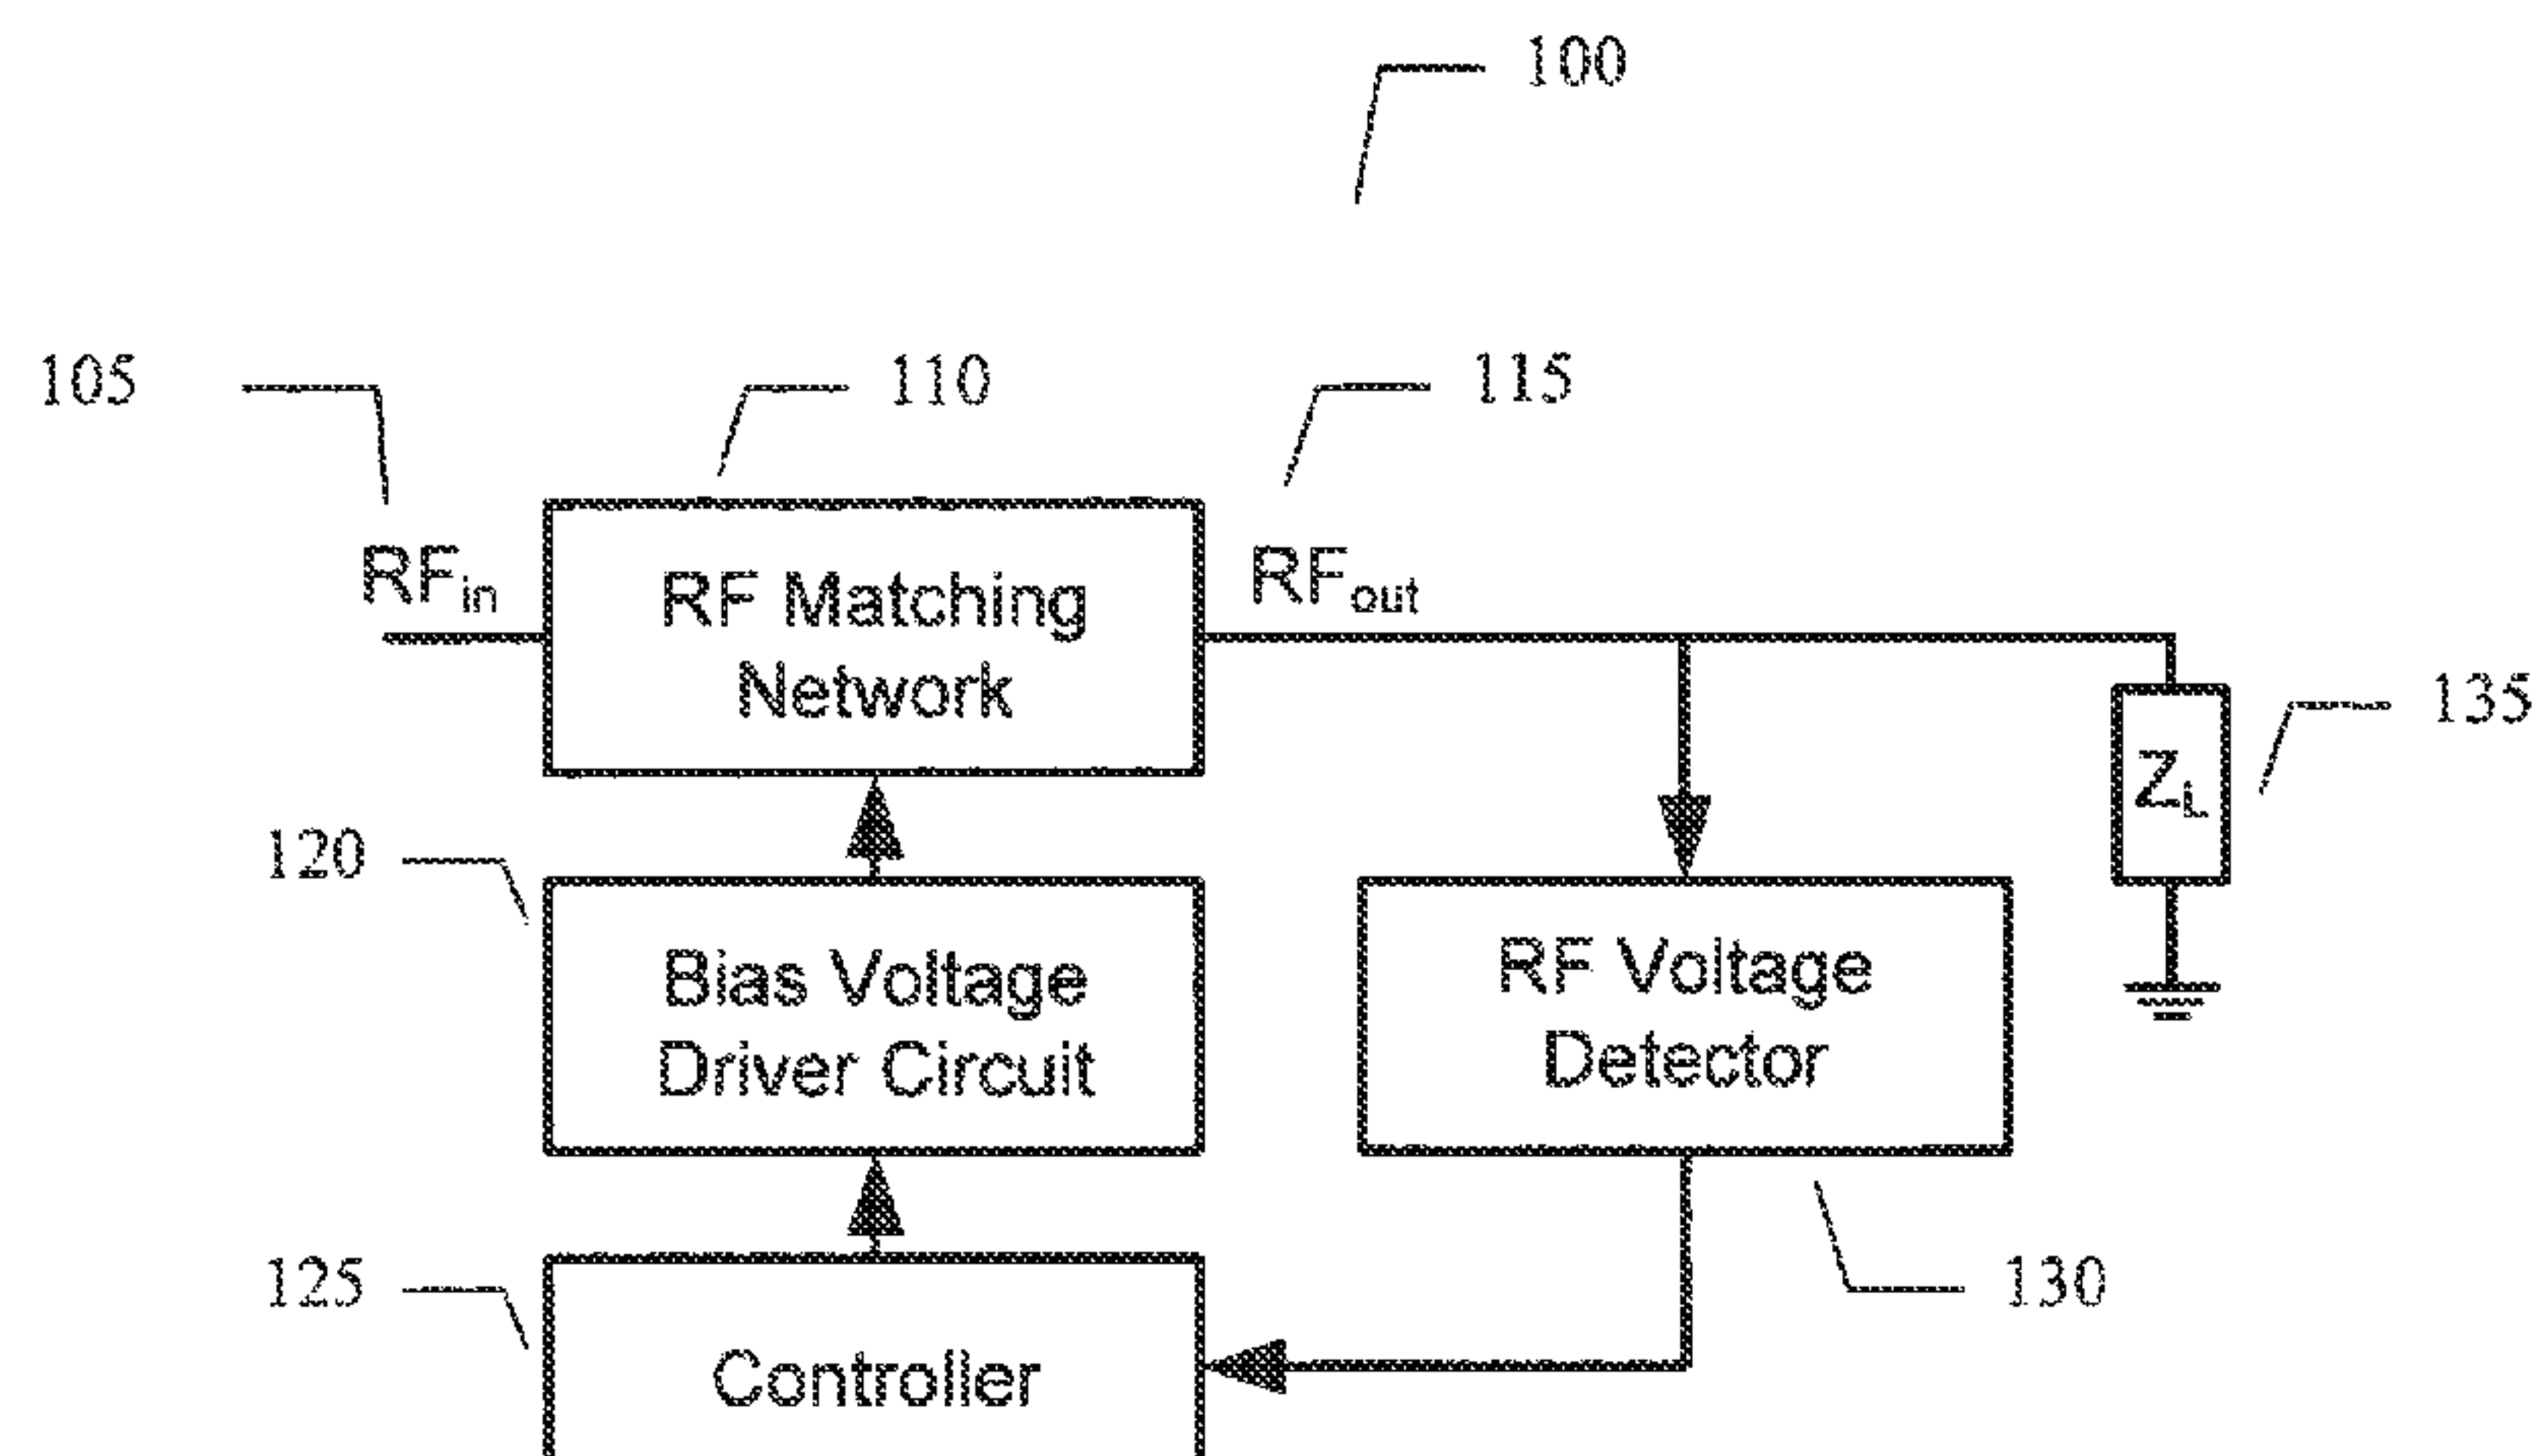 100
105
110
115
RFin
RF Matching
Network
RFout
135
ZL
120
Bias Voltage
Driver Circuit
RF Voltage
Detector
125
Controller
130